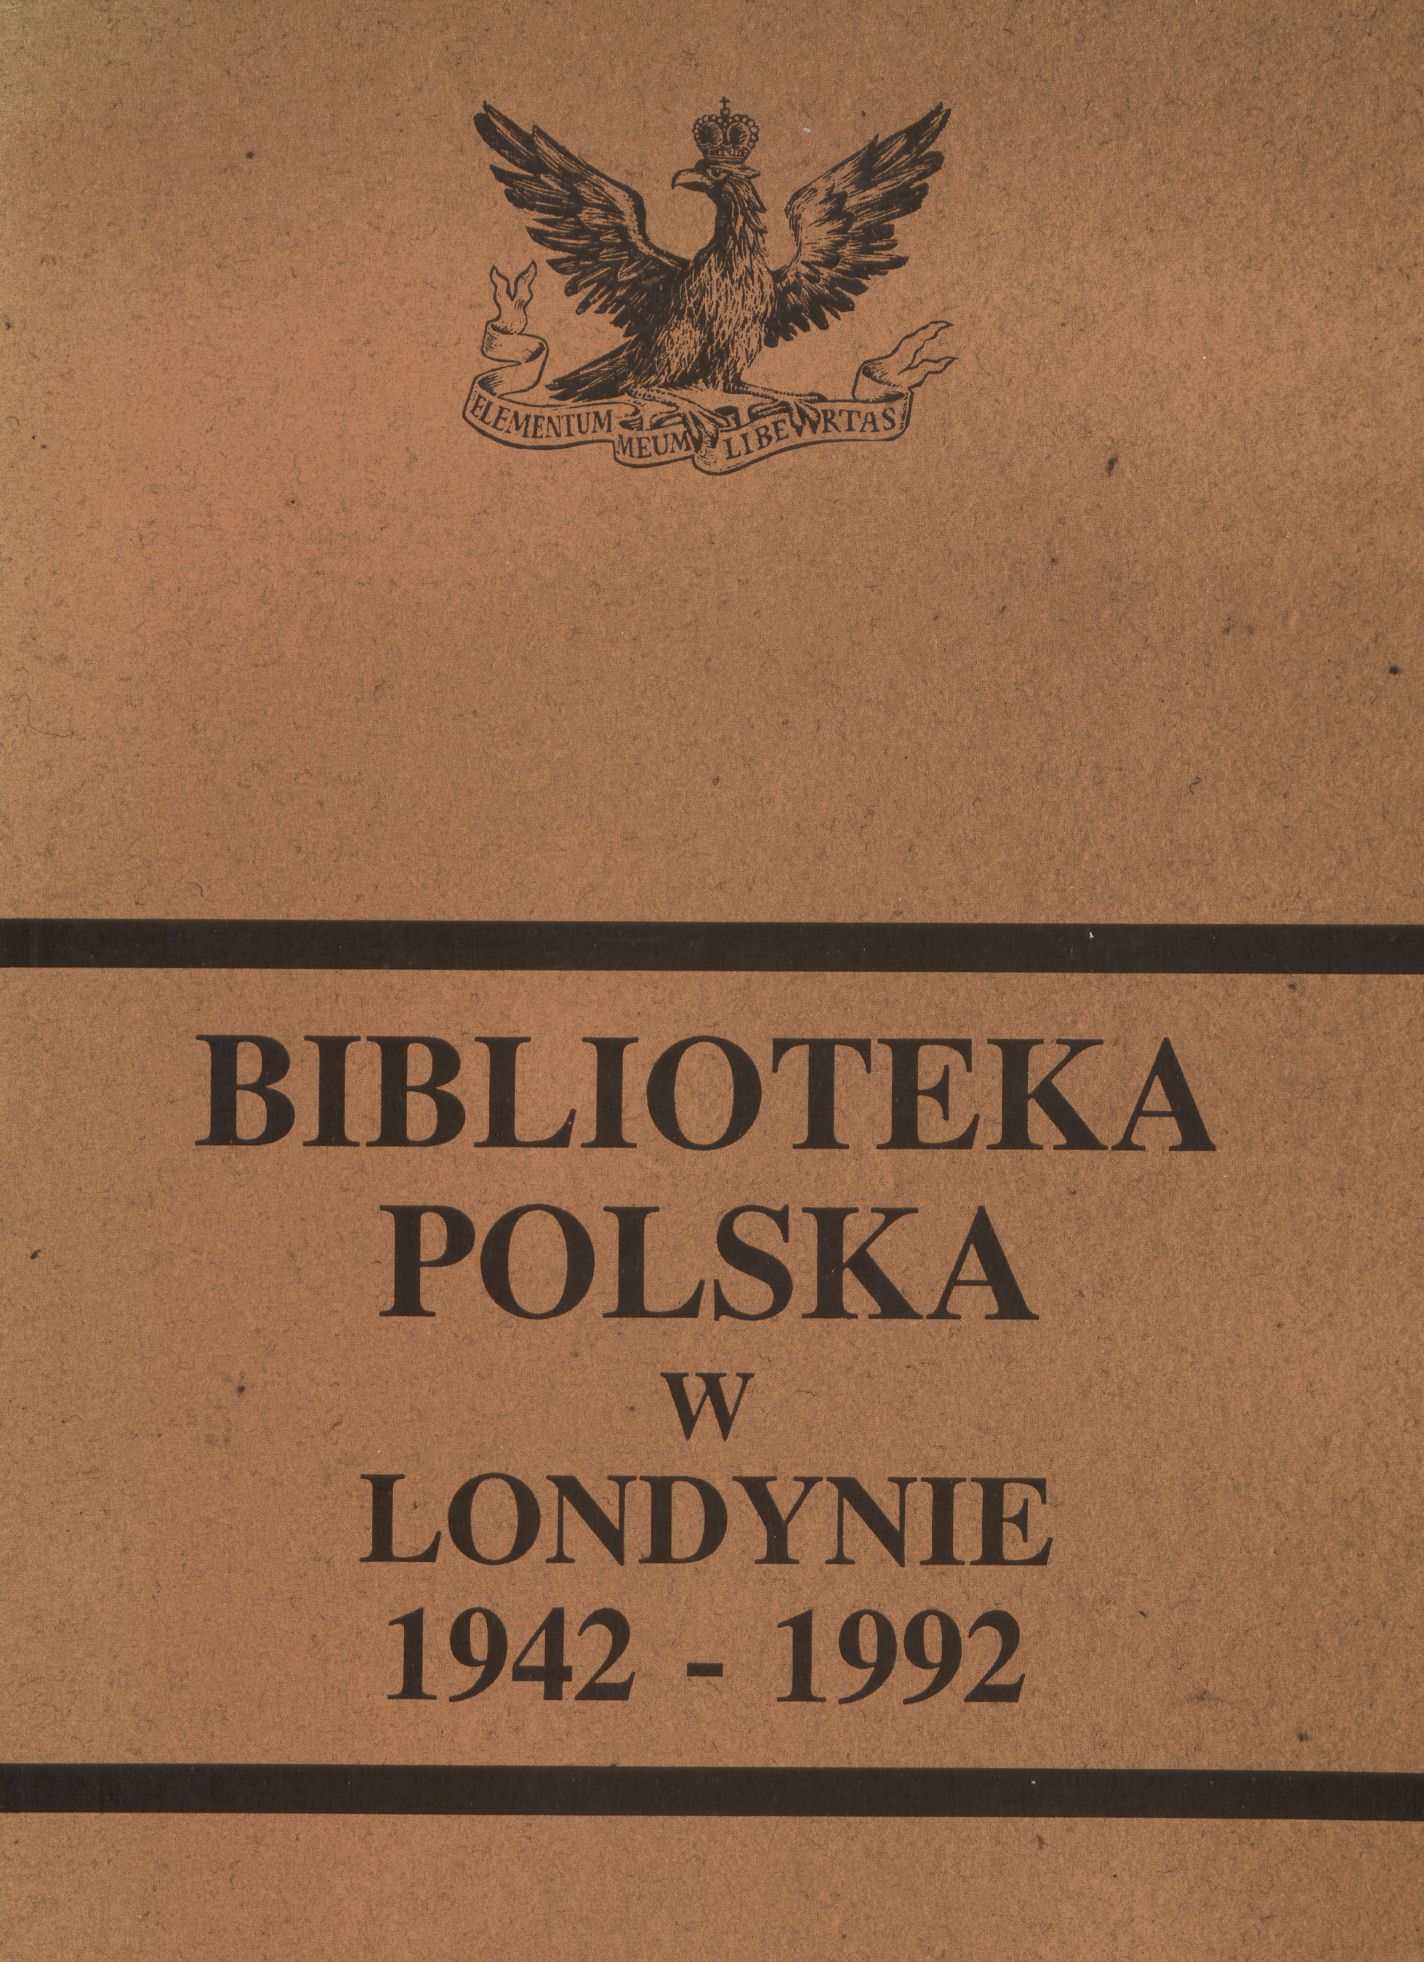 ELEMENTUM MEUM LIBERTAS
BIBLIOTEKA
POLSKA
W
LONDYNIE
1942 - 1992